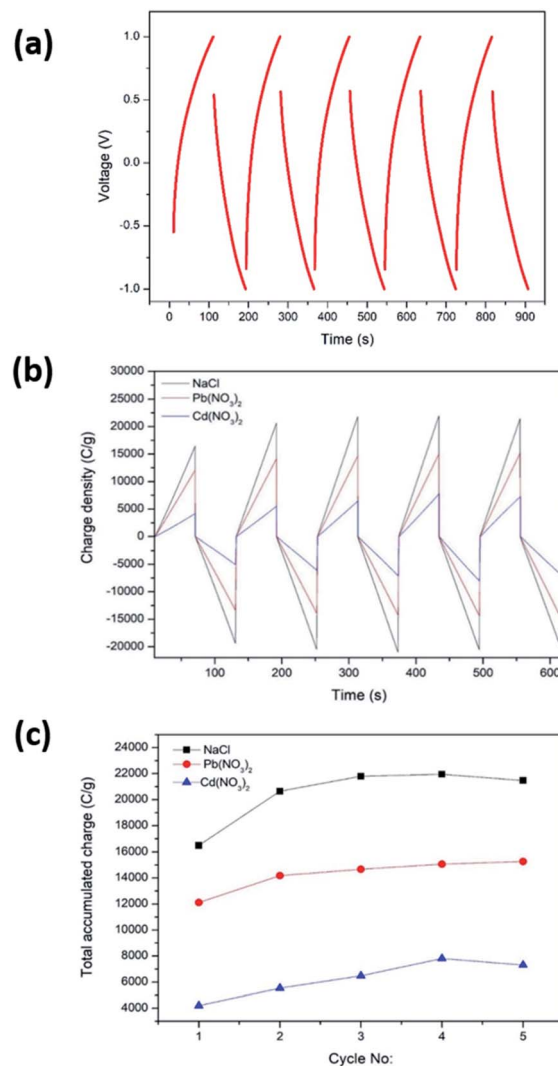 (a)
1.0
0.5
0.0
-0.5
-1.0
Voltage (V)
0 100 200 300 400 500 600 700 800 900
Time (s)
(b)
30000
25000
20000
15000
10000
5000
0
-5000
-10000
-15000
-20000
Charge density (C/g)
NaCl
Pb(NO₃)₂
Cd(NO₃)₂
100 200 300 400 500 600
Time (s)
(c)
24000
22000
20000
18000
16000
14000
12000
10000
8000
6000
4000
Total accumulated charge (C/g)
NaCl
Pb(NO₃)₂
Cd(NO₃)₂
1 2 3 4 5
Cycle No: